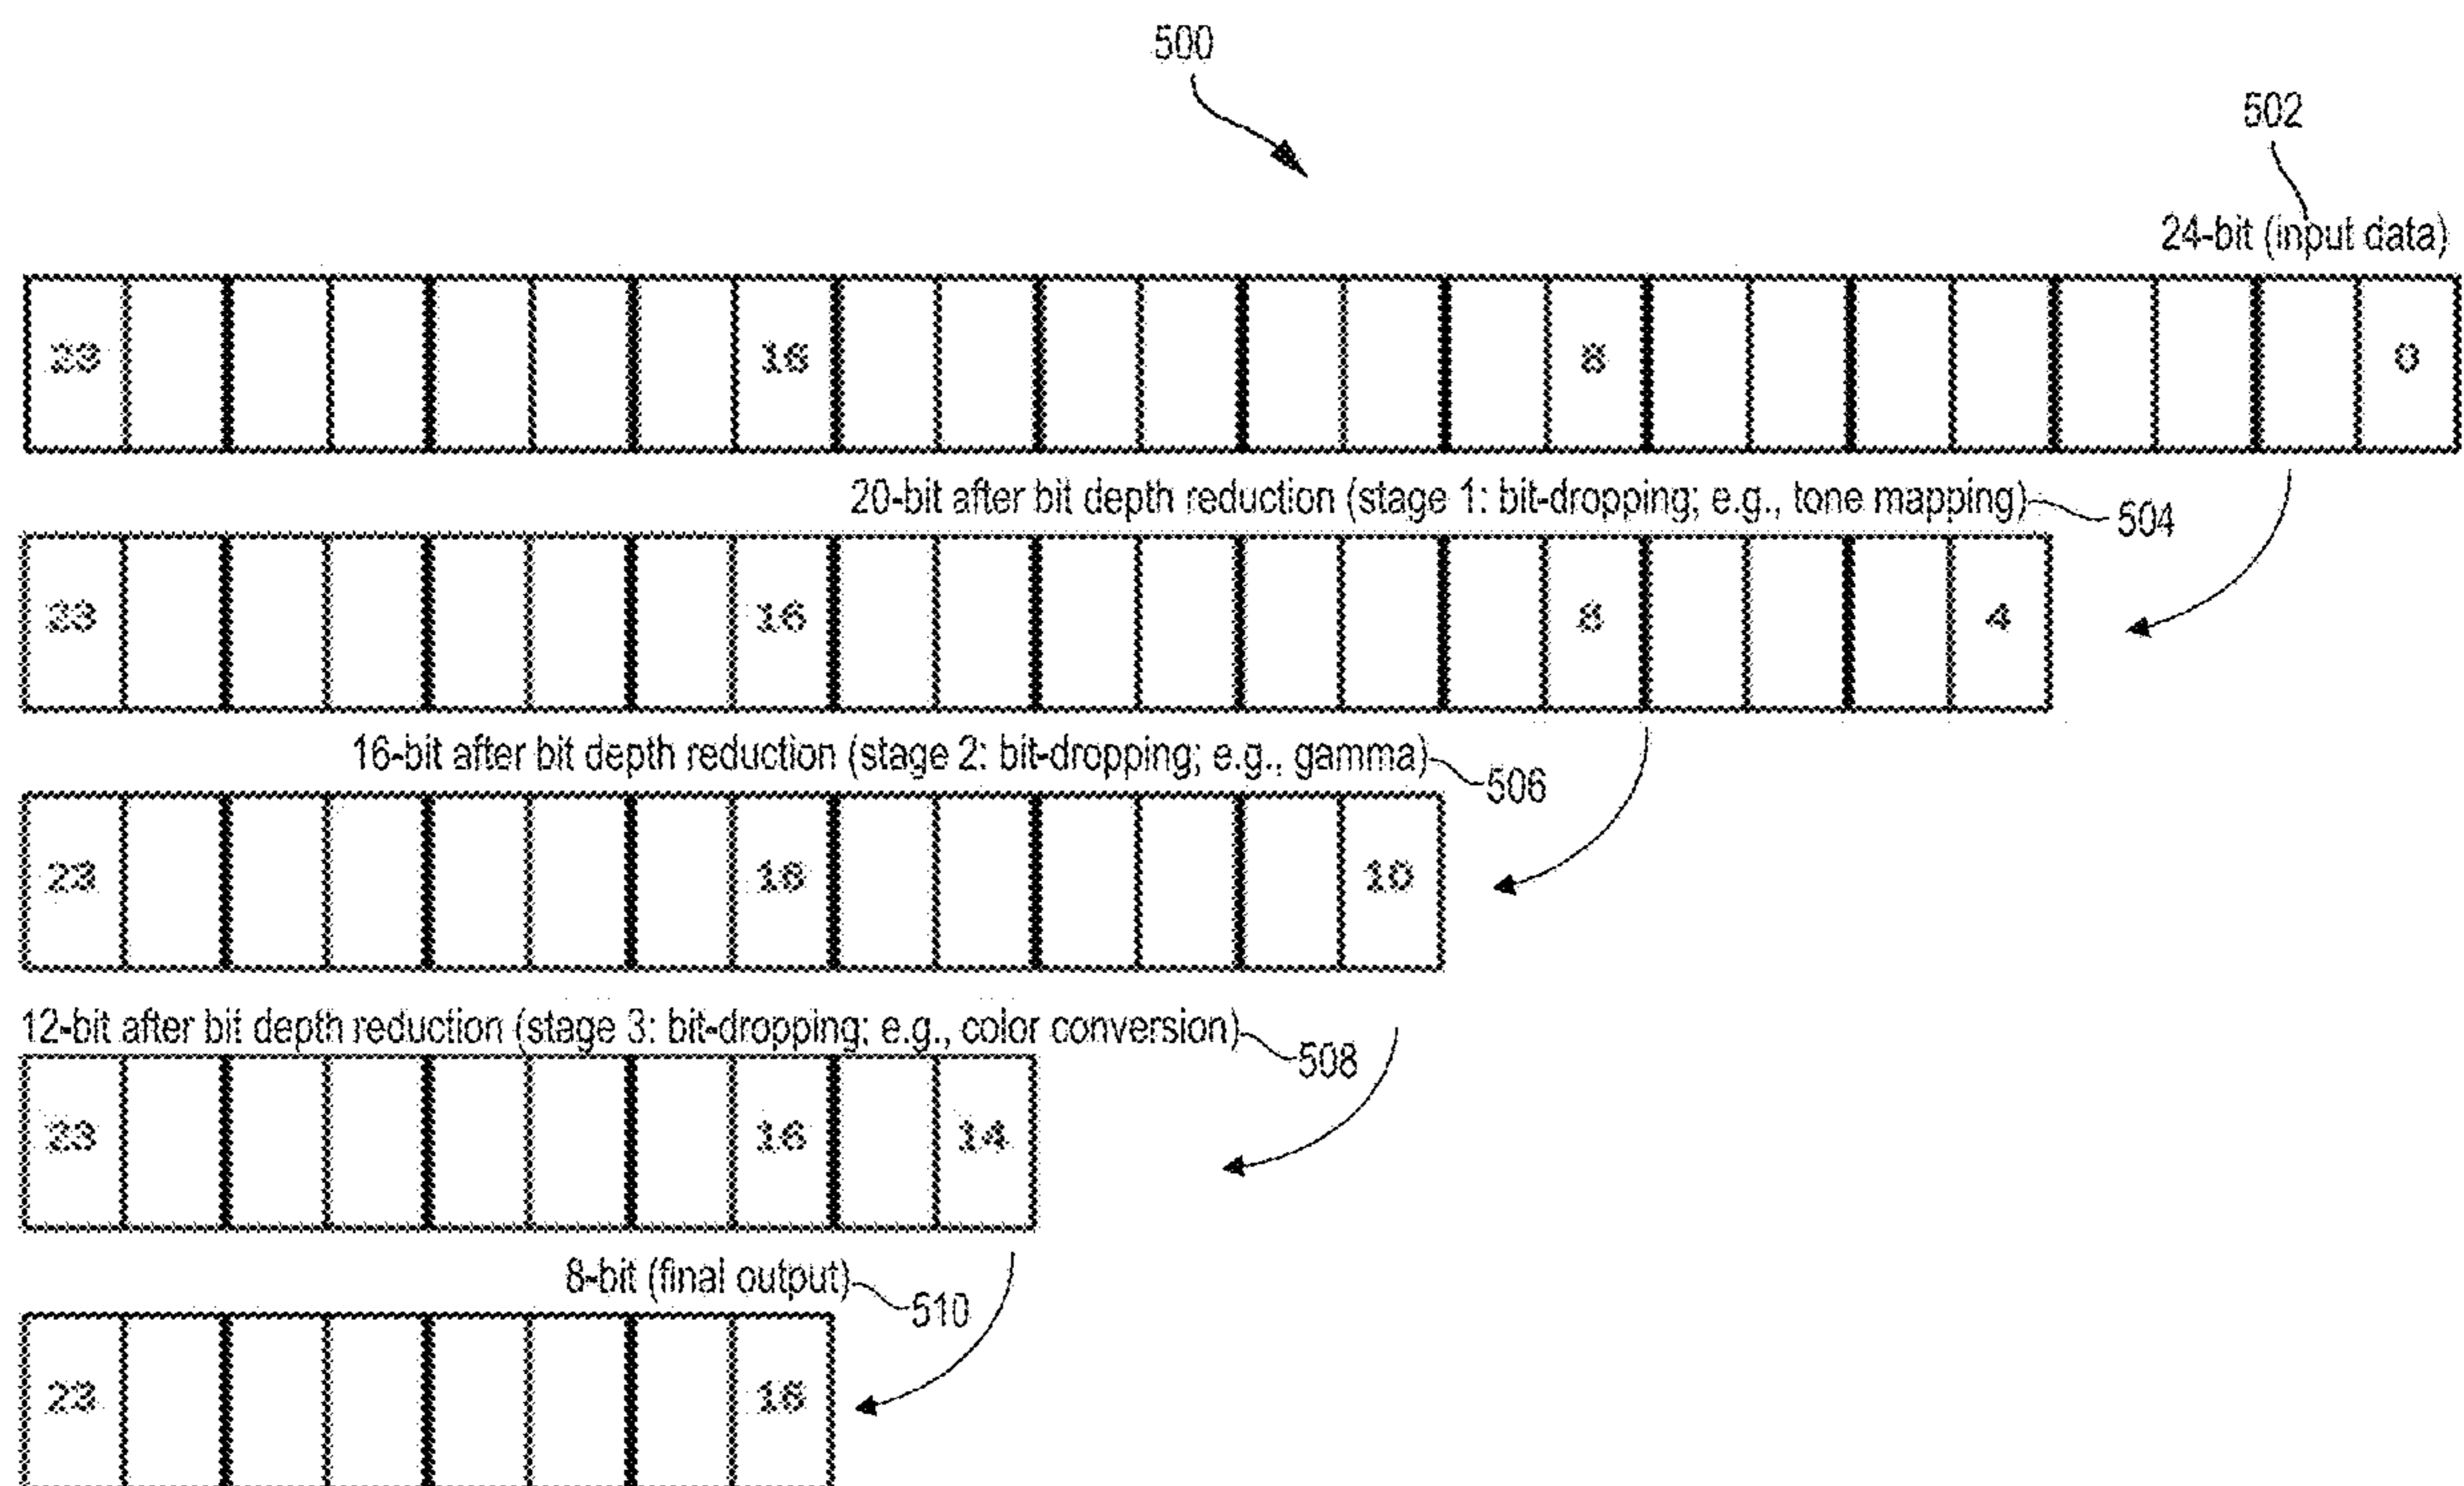 500
502
24-bit (input data)
23 16 8 0
20-bit after bit depth reduction (stage 1: bit-dropping; e.g., tone mapping) 504
23 16 8 4
16-bit after bit depth reduction (stage 2: bit-dropping; e.g., gamma) 506
23 16 10
12-bit after bit depth reduction (stage 3: bit-dropping; e.g., color conversion) 508
23 16 14
8-bit (final output) 510
23 16